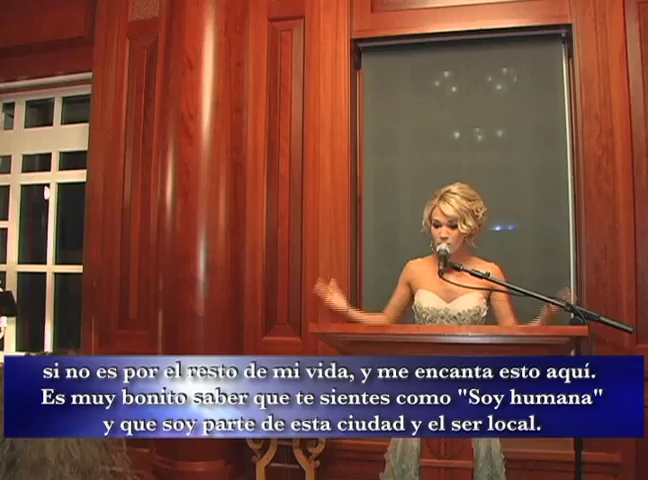 si no es por el resto de mi vida, y me encanta esto aquí.
Es muy bonito saber que te sientes como "Soy humana"
y que soy parte de esta ciudad y el ser local.